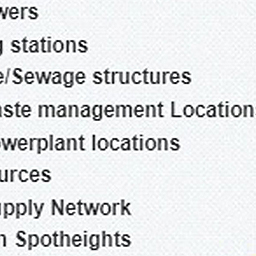 wers
g stations
e/Sewage structures
aste management Location
owerplant locations
urces
upply Network
n Spotheights